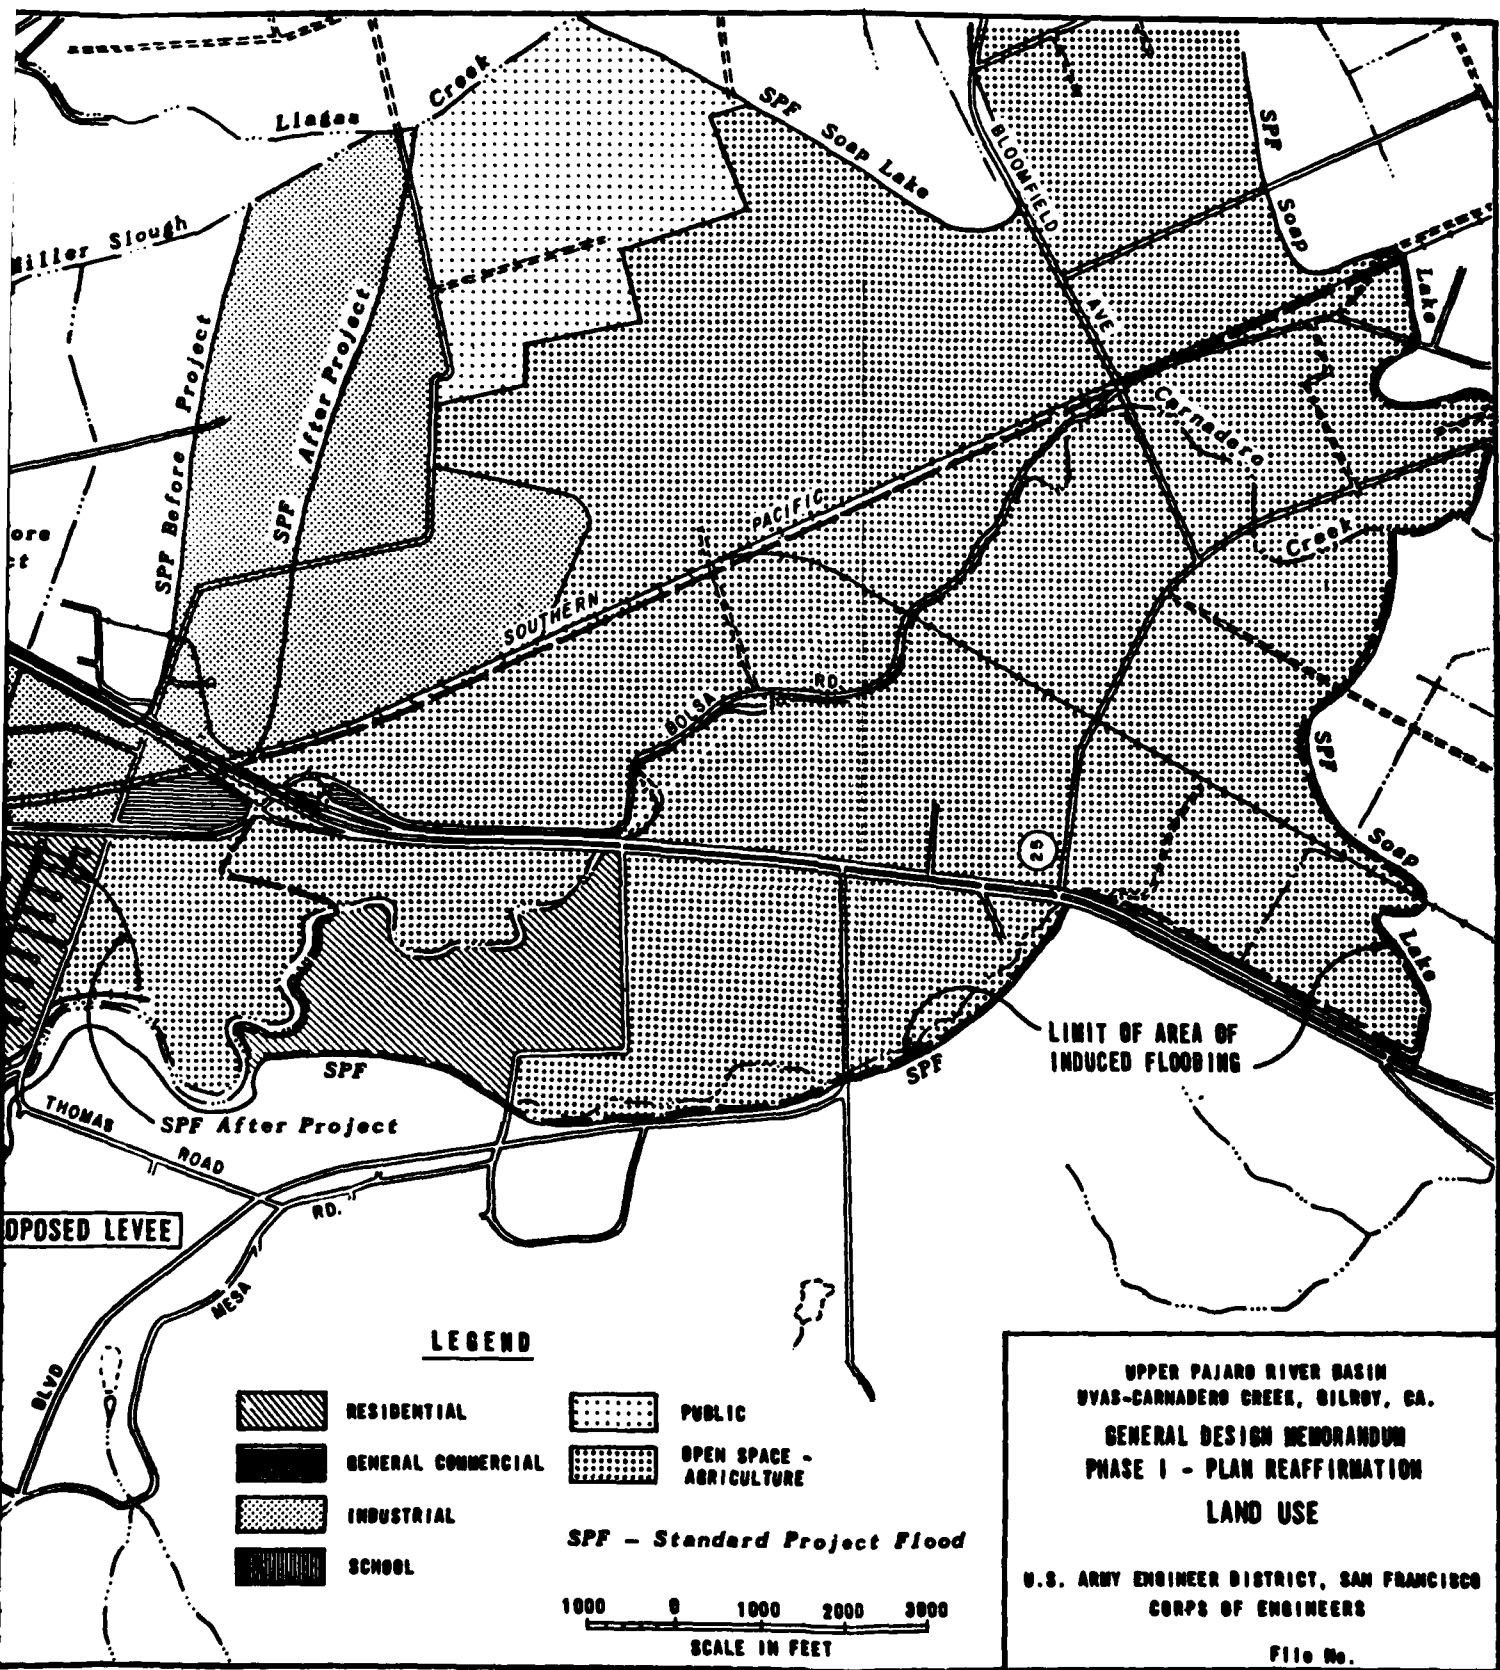 Creek
Llagas
SPF
Soap Lake
BLOOMFIELD
AVE
SPF
Soap
Lake
Miller Slough
SPF Before Project
SPF After Project
Carnadero
Creek
ore
ct
SOUTHERN
PACIFIC
BOLSA
RD.
SPF
Soap
Lake
25
LIMIT OF AREA OF
INDUCED FLOODING
SPF
SPF
THOMAS
ROAD
SPF After Project
RD.
OPOSED LEVEE
MESA
BLVD
LEGEND
RESIDENTIAL
GENERAL COMMERCIAL
INDUSTRIAL
SCHOOL
PUBLIC
OPEN SPACE -
AGRICULTURE
SPF - Standard Project Flood
1000 0 1000 2000 3000
SCALE IN FEET
UPPER PAJARO RIVER BASIN
UVAS-CARNADERO CREEK, GILROY, CA.
GENERAL DESIGN MEMORANDUM
PHASE I - PLAN REAFFIRMATION
LAND USE
U.S. ARMY ENGINEER DISTRICT, SAN FRANCISCO
CORPS OF ENGINEERS
File No.